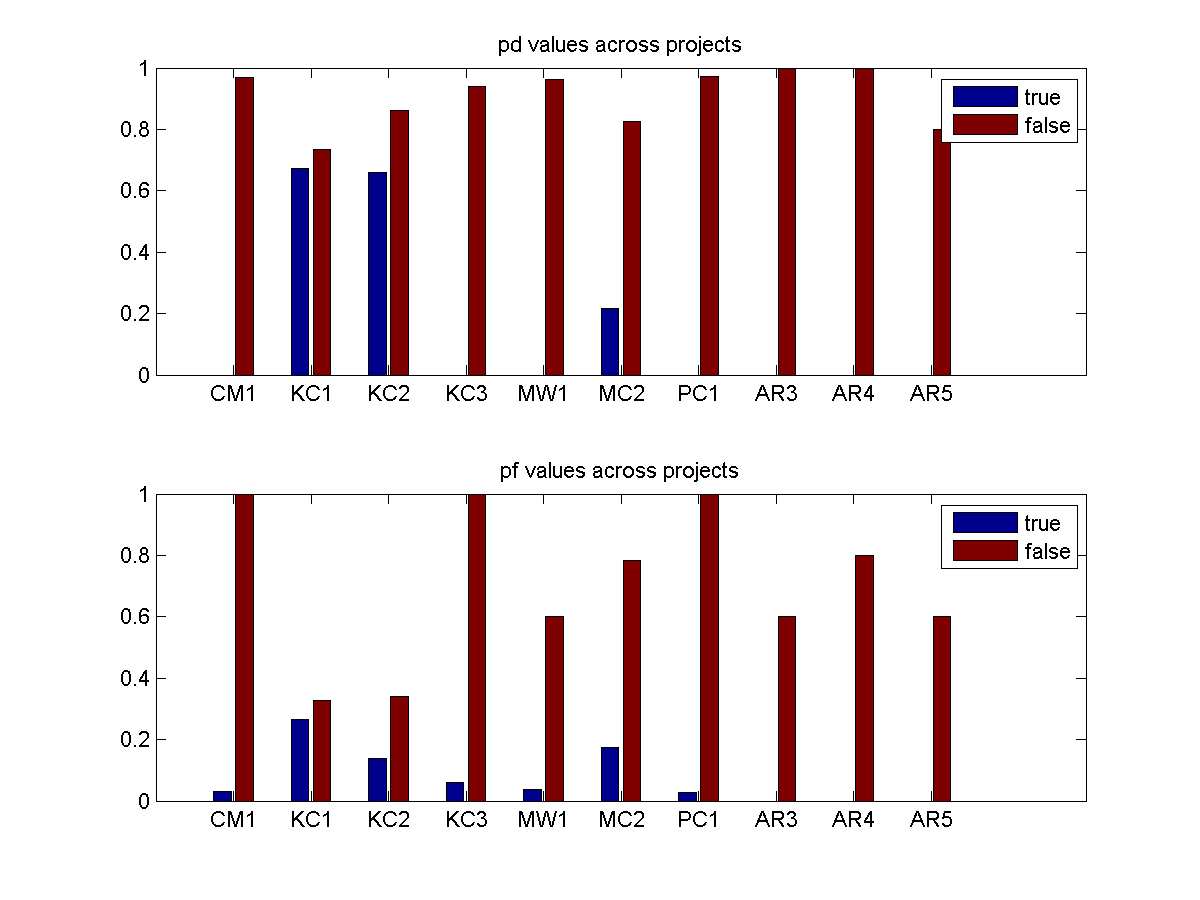 pd values across projects
1
0.8
0.6
0.4
0.2
0
true
false
CM1 KC1 KC2 KC3 MW1 MC2 PC1 AR3 AR4 AR5
pf values across projects
1
0.8
0.6
0.4
0.2
0
true
false
CM1 KC1 KC2 KC3 MW1 MC2 PC1 AR3 AR4 AR5